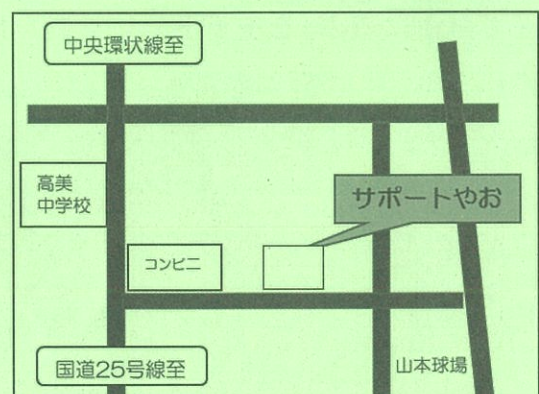 中央環状線至
高美
中学校
サポートやお
コンビニ
国道25号線至
山本球場